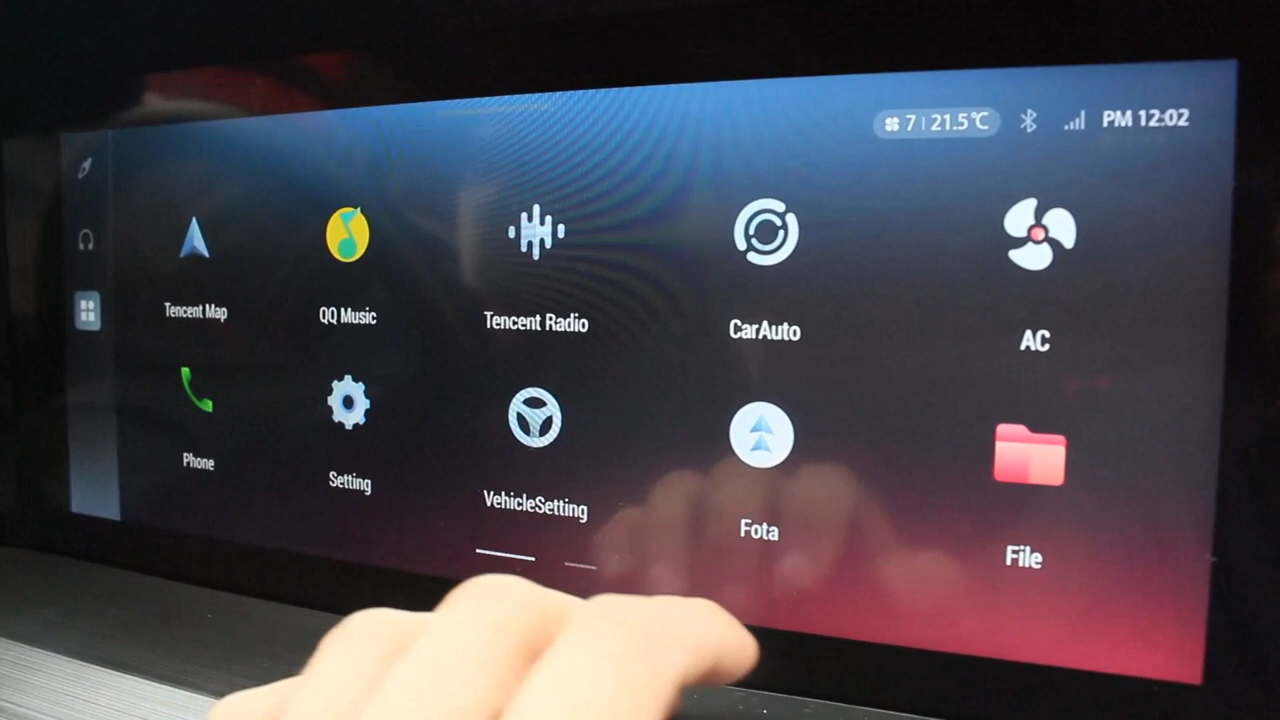 7 | 21.5℃
PM 12:02
Tencent Map
QQ Music
Tencent Radio
CarAuto
AC
Phone
Setting
VehicleSetting
Fota
File